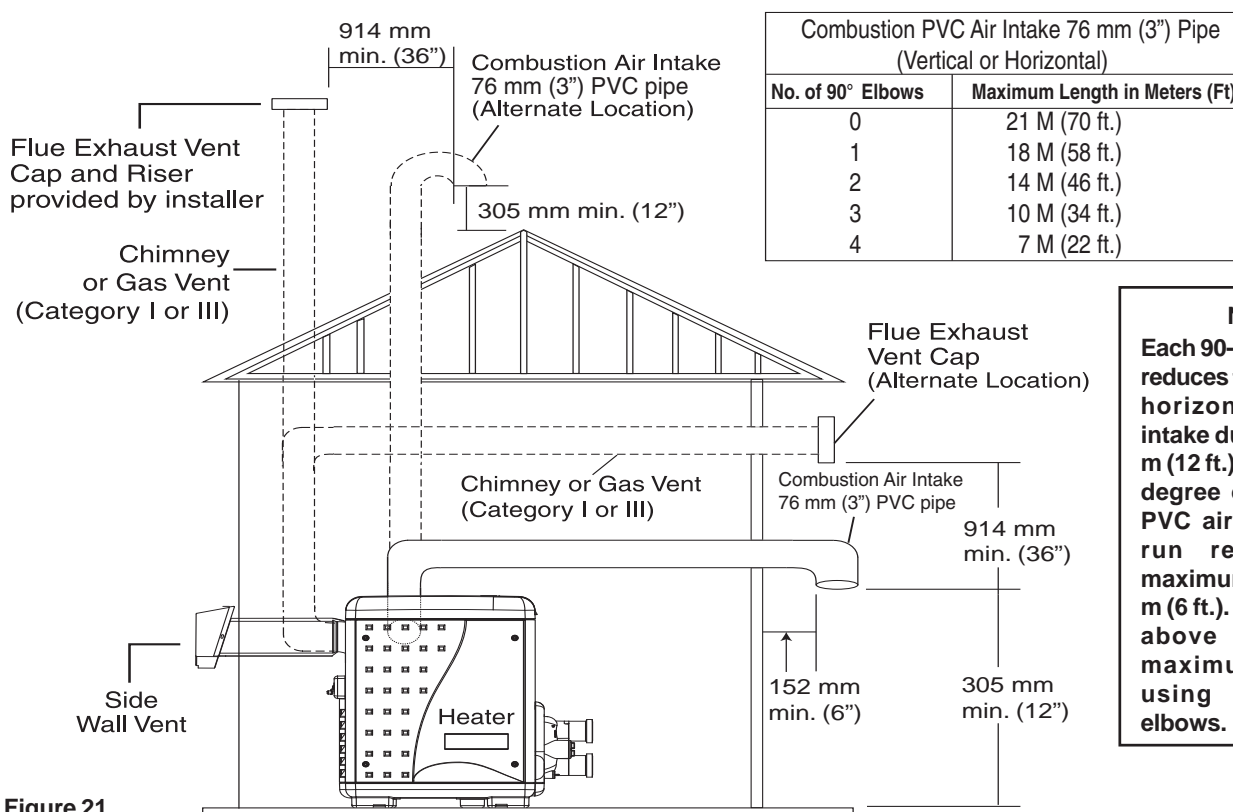 914 mm
min. (36")
Combustion Air Intake
76 mm (3") PVC pipe
(Alternate Location)
Flue Exhaust Vent
Cap and Riser
provided by installer
305 mm min. (12")
Chimney
or Gas Vent
(Category I or III)
Combustion PVC Air Intake 76 mm (3") Pipe
(Vertical or Horizontal)
No. of 90° Elbows Maximum Length in Meters (Ft)
0 21 M (70 ft.)
1 18 M (58 ft.)
2 14 M (46 ft.)
3 10 M (34 ft.)
4 7 M (22 ft.)
Flue Exhaust
Vent Cap
(Alternate Location)
Chimney or Gas Vent
(Category I or III)
Combustion Air Intake
76 mm (3") PVC pipe
914 mm
min. (36")
152 mm
min. (6")
305 mm
min. (12")
Side
Wall Vent
Heater
Each 90-
reduces
horizon
intake du
m (12 ft.)
degree
PVC air
run re
maximu
m (6 ft.).
above
maximu
using
elbows.
Figure 21